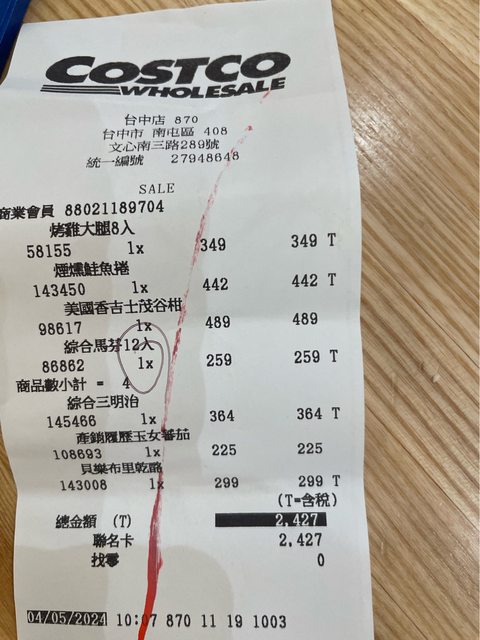 COSTCO
WHOLESALE
台中店 870
台中市 南屯區 408
文心南三路289號
統一編號 27948648
SALE
商業會員 88021189704
烤雞大腿8入
58155 1x 349 349 T
煙燻鮭魚捲
143450 1x 442 442 T
美國香吉士茂谷柑
98617 1x 489 489
綜合馬芬12入
86862 1x 259 259 T
商品數小計 = 4
綜合三明治
145466 1x 364 364 T
產銷履歷玉女番茄
108693 1x 225 225
貝樂布里乾酪
143008 1x 299 299 T
(T=含稅)
總金額 (T) 2,427
聯名卡 2,427
找零 0
04/05/2024 10:07 870 11 19 1003